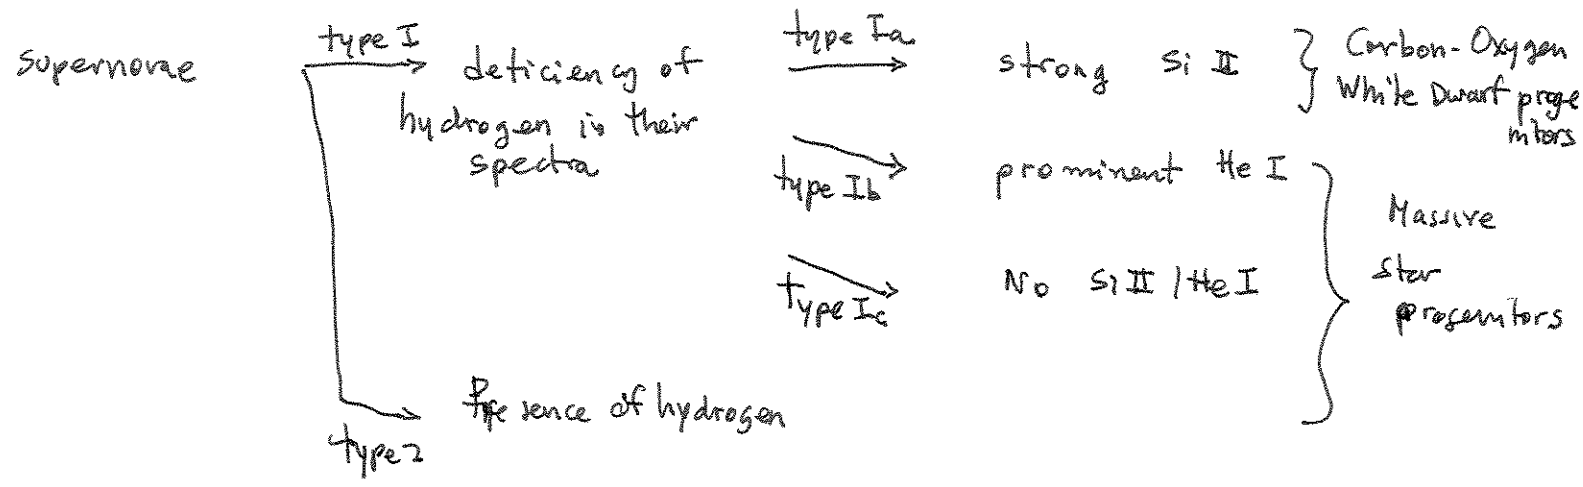 Supernovae
type I
deficiency of
hydrogen in their
spectra
type Ia
strong Si II
Carbon-Oxygen
White Dwarf proge
nitors
type Ib
prominent He I
type Ic
No Si II / He I
Massive
star
progenitors
type 2
Presence of hydrogen